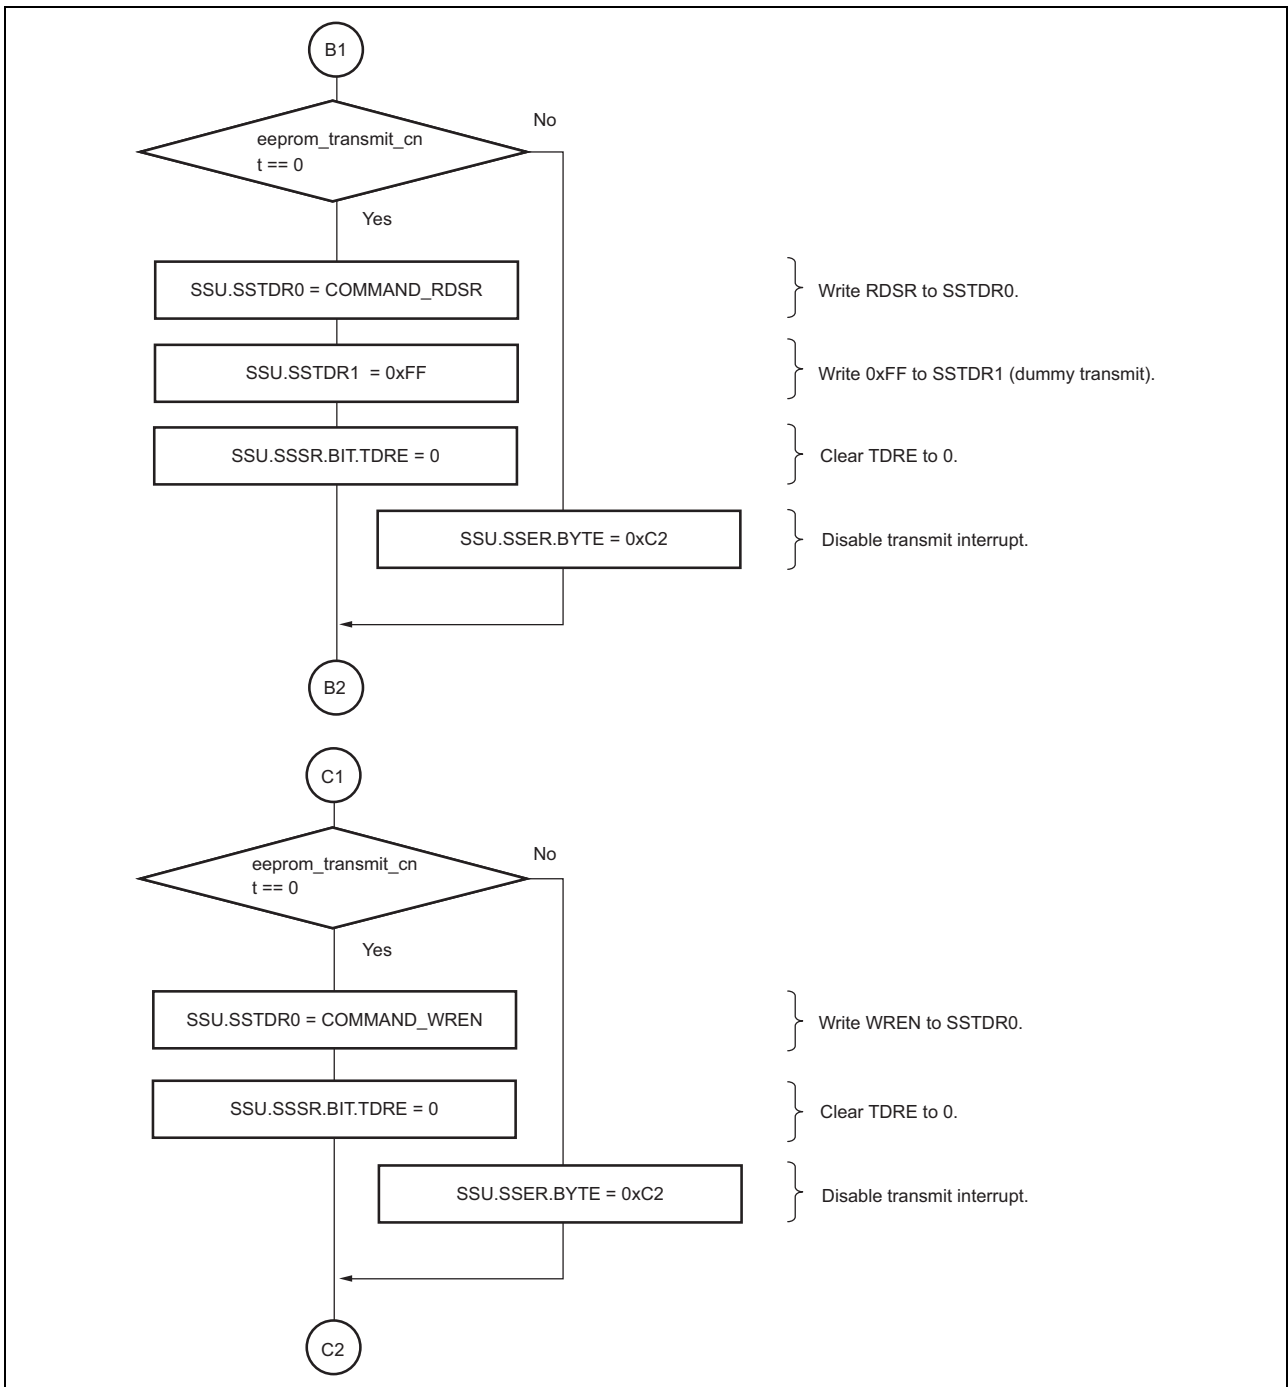 B1
eeprom_transmit_cn
t == 0
No
Yes
SSU.SSTDR0 = COMMAND_RDSR
Write RDSR to SSTDR0.
SSU.SSTDR1 = 0xFF
Write 0xFF to SSTDR1 (dummy transmit).
SSU.SSSR.BIT.TDRE = 0
Clear TDRE to 0.
SSU.SSER.BYTE = 0xC2
Disable transmit interrupt.
B2
C1
eeprom_transmit_cn
t == 0
No
Yes
SSU.SSTDR0 = COMMAND_WREN
Write WREN to SSTDR0.
SSU.SSSR.BIT.TDRE = 0
Clear TDRE to 0.
SSU.SSER.BYTE = 0xC2
Disable transmit interrupt.
C2